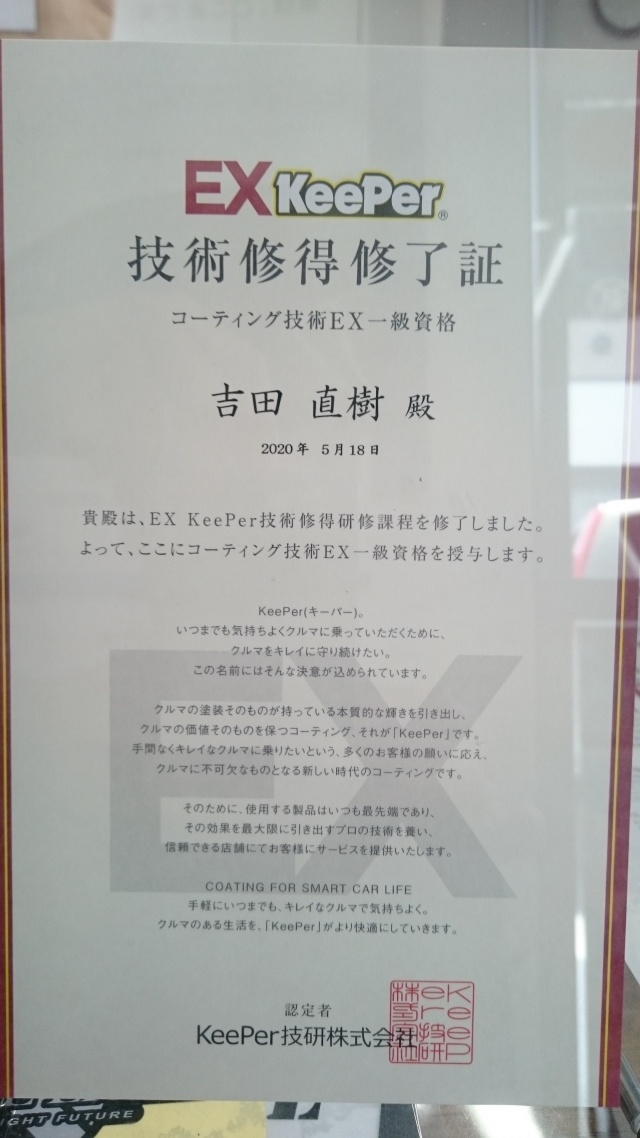 EX KeePer®
技術修得修了証
コーティング技術EX一級資格
吉田 直樹 殿
2020年 5月18日
貴殿は、EX KeePer技術修得研修課程を修了しました。
よって、ここにコーティング技術EX一級資格を授与します。
KeePer(キーパー)。
いつまでも気持ちよくクルマに乗っていただくために、
クルマをキレイに守り続けたい。
この名前にはそんな決意が込められています。
クルマの塗装そのものが持っている本質的な輝きを引き出し、
クルマの価値そのものを保つコーティング、それが「KeePer」です。
手間なくキレイなクルマに乗りたいという、多くのお客様の願いに応え、
クルマに不可欠なものとなる新しい時代のコーティングです。
そのために、使用する製品はいつも最先端であり、
その効果を最大限に引き出すプロの技術を養い、
信頼できる店舗にてお客様にサービスを提供いたします。
COATING FOR SMART CAR LIFE
手軽にいつまでも、キレイなクルマで気持ちよく。
クルマのある生活を、「KeePer」がより快適にしていきます。
EX
認定者
KeePer技研株式会社
KeePer技研株式会社
IGHT FUTURE